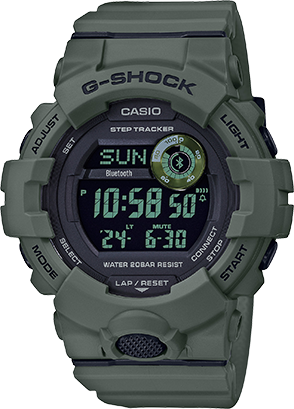 G-SHOCK
CASIO
ADJUST
SET
LIGHT
STEP TRACKER
SUN
Bluetooth
P 10:58 50
LT MUTE
24 6-30
MODE
SELECT
CONNECT
STOP
START
WATER 20BAR RESIST
LAP / RESET